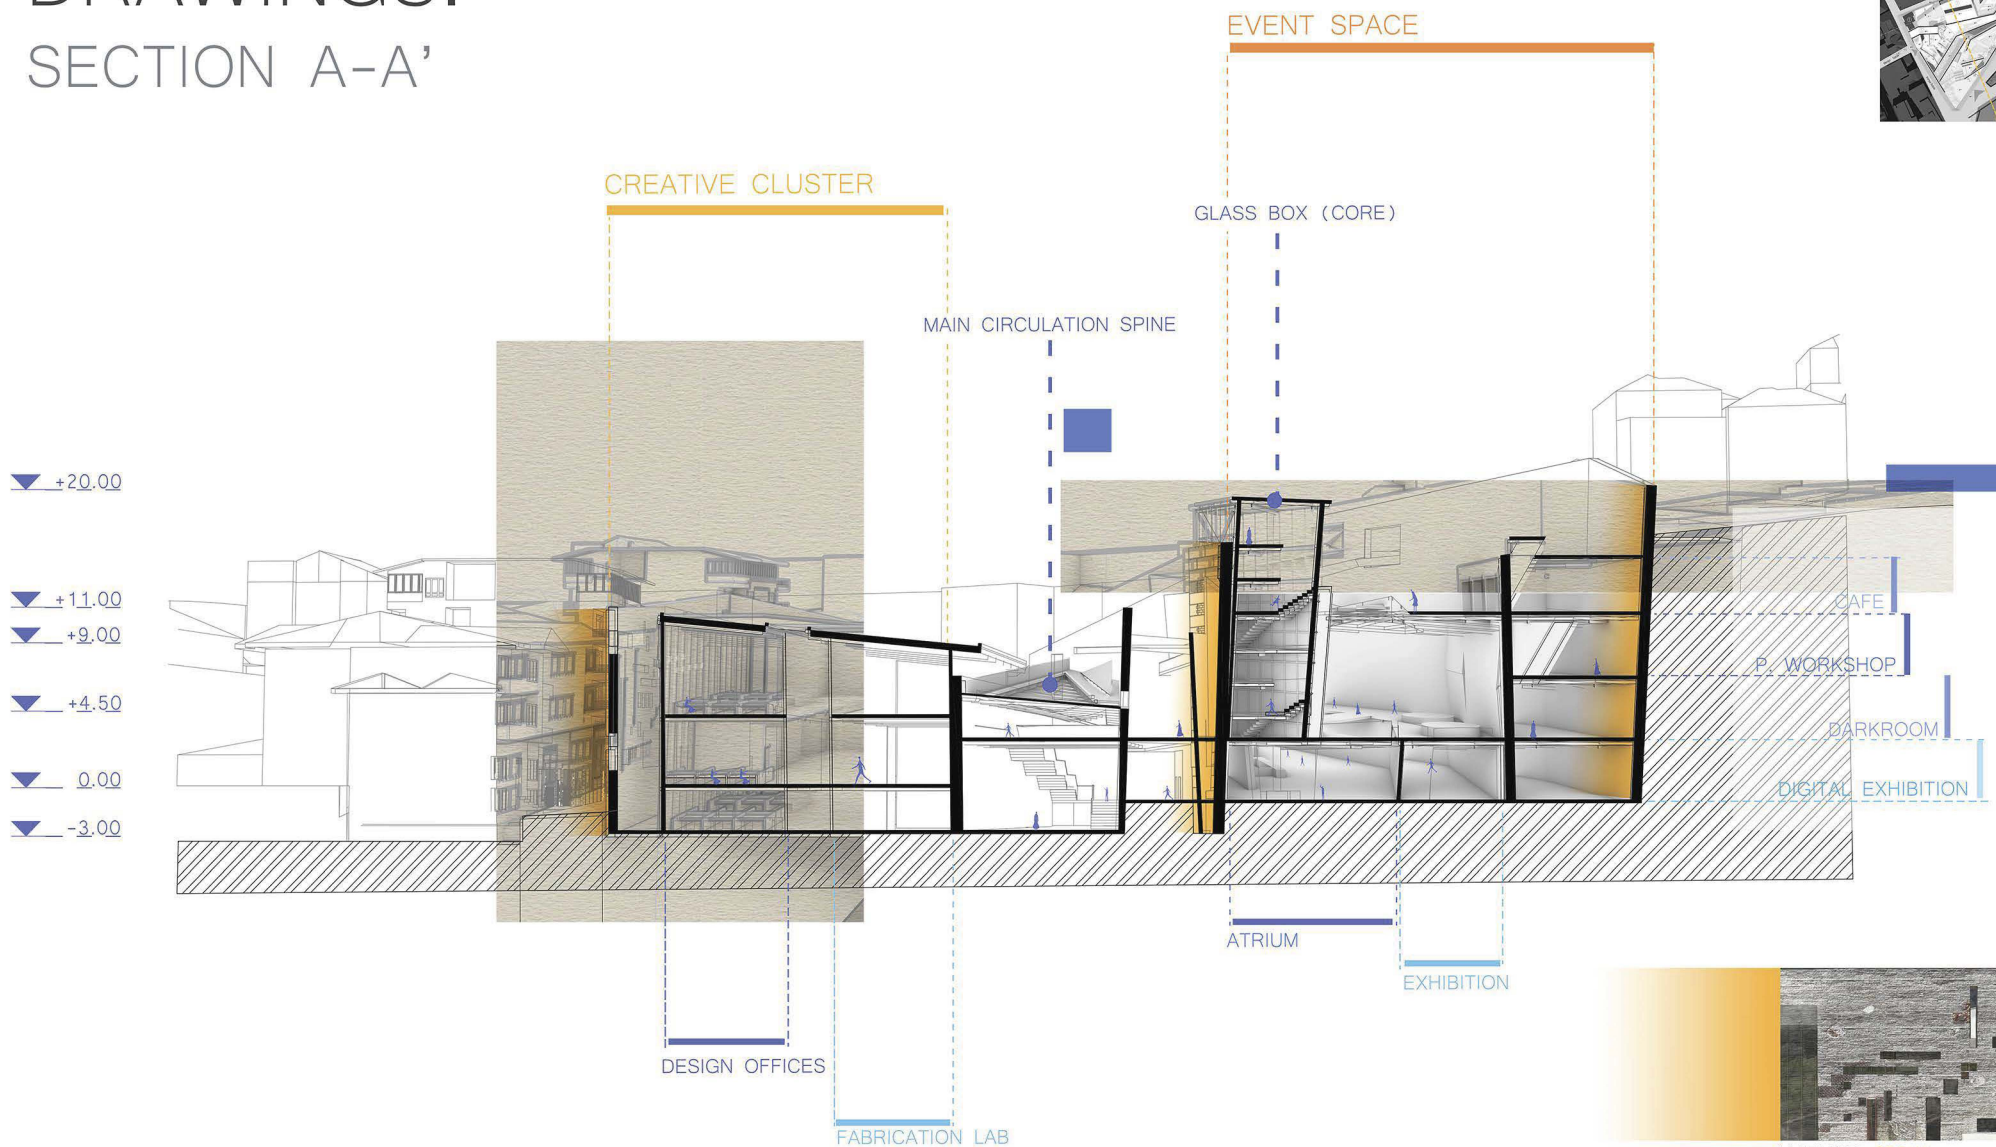 DRAWINGS:
SECTION A-A'
EVENT SPACE
CREATIVE CLUSTER
GLASS BOX (CORE)
MAIN CIRCULATION SPINE
+20.00
+11.00
+9.00
+4.50
0.00
-3.00
CAFE
P. WORKSHOP
DARKROOM
DIGITAL EXHIBITION
ATRIUM
EXHIBITION
DESIGN OFFICES
FABRICATION LAB